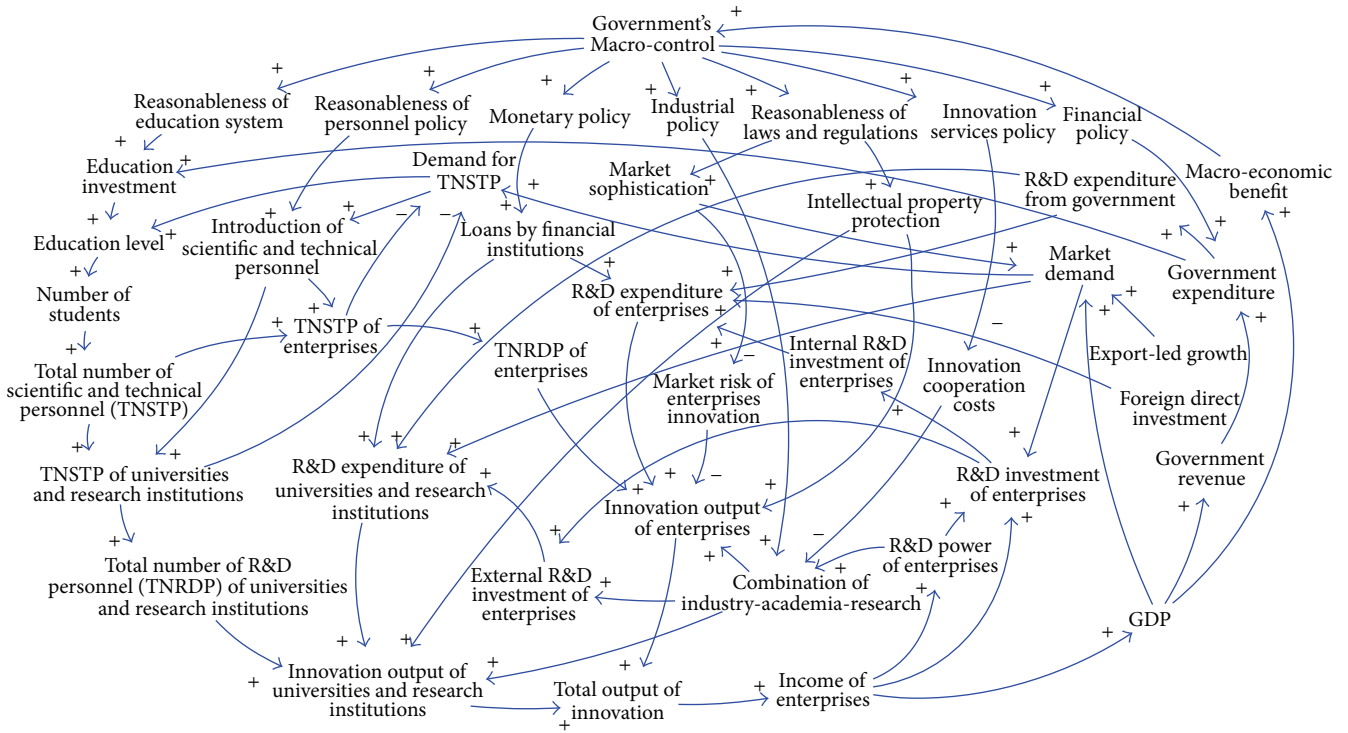 Government's
Macro-control
Reasonableness of
education system
Reasonableness of
personnel policy
Monetary policy
Industrial
policy
Reasonableness of
laws and regulations
Innovation
services policy
Financial
policy
Education
investment
Demand for
TNSTP
Market
sophistication
R&D expenditure
from government
Macro-economic
benefit
Intellectual property
protection
Education level
Introduction of
scientific and technical
personnel
Loans by financial
institutions
Market
demand
Government
expenditure
Number of
students
R&D expenditure
of enterprises
TNSTP of
enterprises
TNRDP of
enterprises
Internal R&D
investment of
enterprises
Export-led growth
Innovation
cooperation
costs
Total number of
scientific and technical
personnel (TNSTP)
Market risk of
enterprises
innovation
Foreign direct
investment
TNSTP of universities
and research institutions
R&D expenditure of
universities and research
institutions
R&D investment
of enterprises
Government
revenue
Innovation output
of enterprises
R&D power
of enterprises
Total number of R&D
personnel (TNRDP) of universities
and research institutions
External R&D
investment of
enterprises
Combination of
industry-academia-research
GDP
Innovation output of
universities and research
institutions
Total output of
innovation
Income of
enterprises